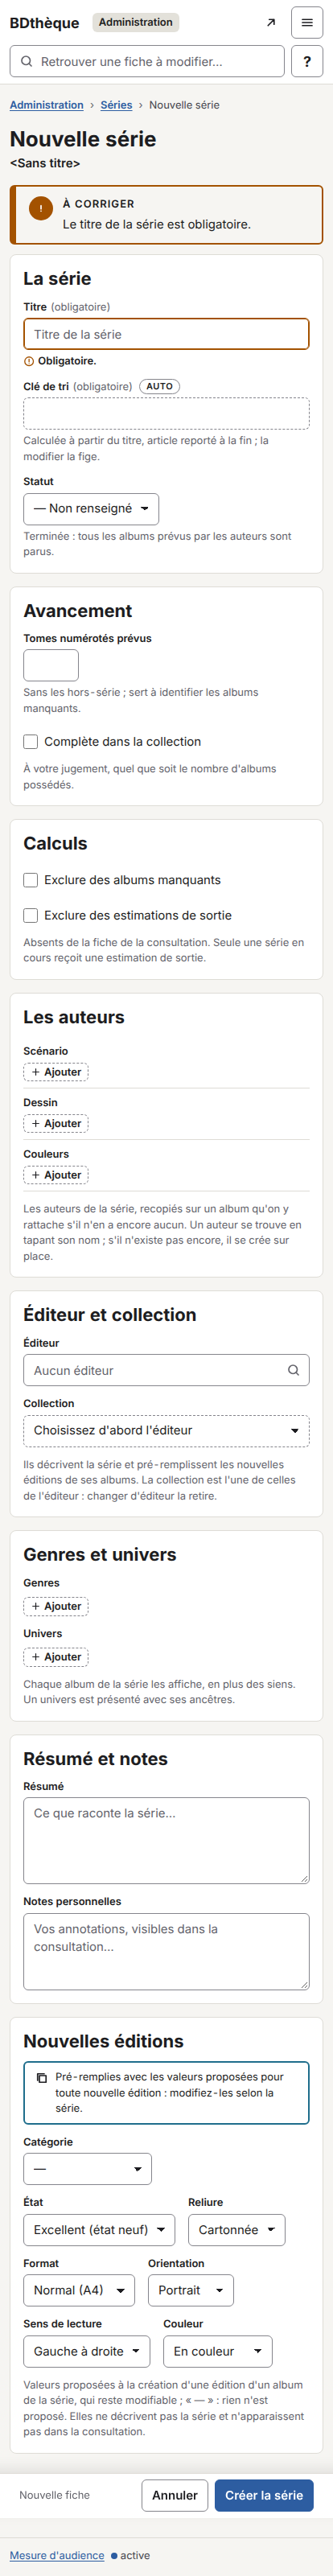 BDthèque Administration
Retrouver une fiche à modifier... ?
Administration › Séries › Nouvelle série
Nouvelle série
<Sans titre>
! À CORRIGER
Le titre de la série est obligatoire.
La série
Titre (obligatoire)
Titre de la série
Obligatoire.
Clé de tri (obligatoire) AUTO
Calculée à partir du titre, article reporté à la fin ; la
modifier la fige.
Statut
— Non renseigné
Terminée : tous les albums prévus par les auteurs sont
parus.
Avancement
Tomes numérotés prévus
Sans les hors-série ; sert à identifier les albums
manquants.
Complète dans la collection
À votre jugement, quel que soit le nombre d'albums
possédés.
Calculs
Exclure des albums manquants
Exclure des estimations de sortie
Absents de la fiche de la consultation. Seule une série en
cours reçoit une estimation de sortie.
Les auteurs
Scénario
+ Ajouter
Dessin
+ Ajouter
Couleurs
+ Ajouter
Les auteurs de la série, recopiés sur un album qu'on y
rattache s'il n'en a encore aucun. Un auteur se trouve en
tapant son nom ; s'il n'existe pas encore, il se crée sur
place.
Éditeur et collection
Éditeur
Aucun éditeur
Collection
Choisissez d'abord l'éditeur
Ils décrivent la série et pré-remplissent les nouvelles
éditions de ses albums. La collection est l'une de celles
de l'éditeur : changer d'éditeur la retire.
Genres et univers
Genres
+ Ajouter
Univers
+ Ajouter
Chaque album de la série les affiche, en plus des siens.
Un univers est présenté avec ses ancêtres.
Résumé et notes
Résumé
Ce que raconte la série...
Notes personnelles
Vos annotations, visibles dans la
consultation...
Nouvelles éditions
Pré-remplies avec les valeurs proposées pour
toute nouvelle édition : modifiez-les selon la
série.
Catégorie
—
État Reliure
Excellent (état neuf) Cartonnée
Format Orientation
Normal (A4) Portrait
Sens de lecture Couleur
Gauche à droite En couleur
Valeurs proposées à la création d'une édition d'un album
de la série, qui reste modifiable ; « — » : rien n'est
proposé. Elles ne décrivent pas la série et n'apparaissent
pas dans la consultation.
Nouvelle fiche Annuler Créer la série
Mesure d'audience active